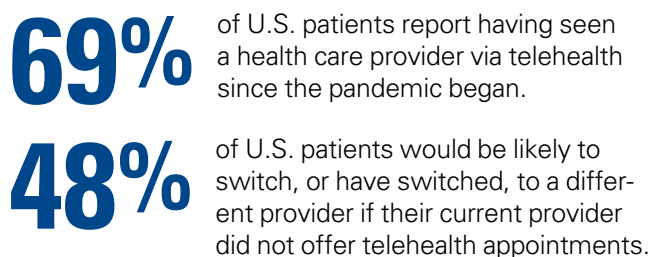 69%
of U.S. patients report having seen
a health care provider via telehealth
since the pandemic began.
48%
of U.S. patients would be likely to
switch, or have switched, to a differ-
ent provider if their current provider
did not offer telehealth appointments.